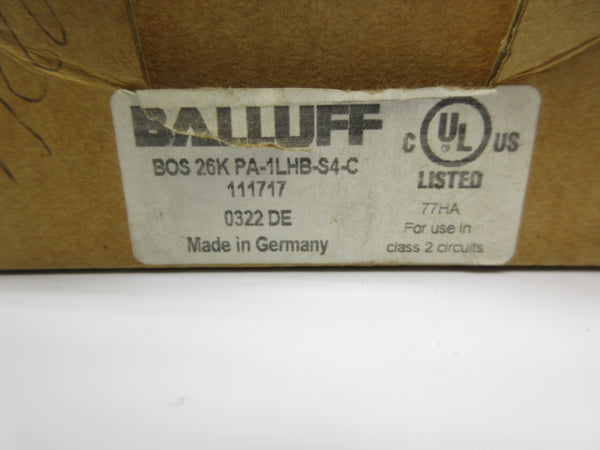 BALLUFF
BOS 26K PA-1LHB-S4-C
111717
0322 DE
Made in Germany
C UL US
LISTED
77HA
For use in
class 2 circuits